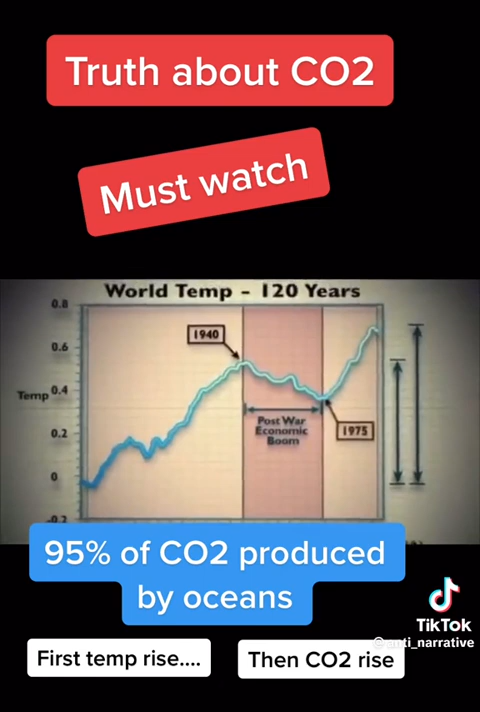 Truth about CO2
Must watch
World Temp - 120 Years
0.8
1940
0.6
Temp
0.4
Post War
Economic
Boom
1975
0.2
0
-0.2
95% of CO2 produced
by oceans
TikTok
@anti_narrative
First temp rise....
Then CO2 rise